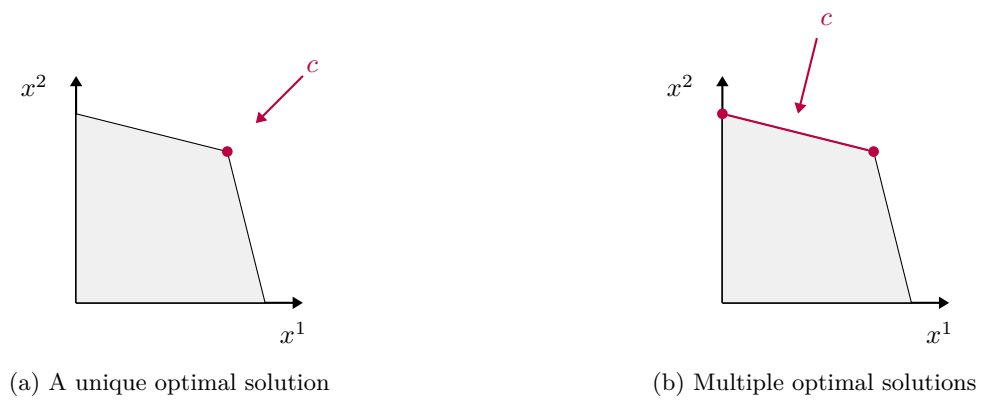 c
x²
x¹
(a) A unique optimal solution
c
x²
x¹
(b) Multiple optimal solutions